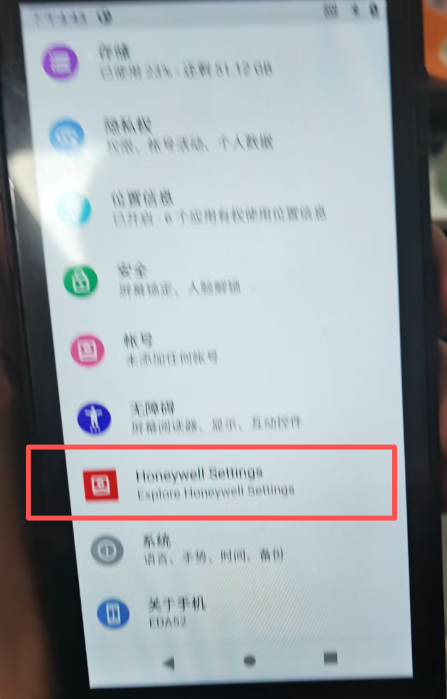 下午4:43
存储
已使用 23% - 还剩 51.12 GB
隐私权
权限、帐号活动、个人数据
位置信息
已开启 - 6 个应用有权使用位置信息
安全
屏幕锁定、人脸解锁
帐号
未添加任何帐号
无障碍
屏幕阅读器、显示、互动控件
Honeywell Settings
Explore Honeywell Settings
系统
语言、手势、时间、备份
关于手机
EDA52